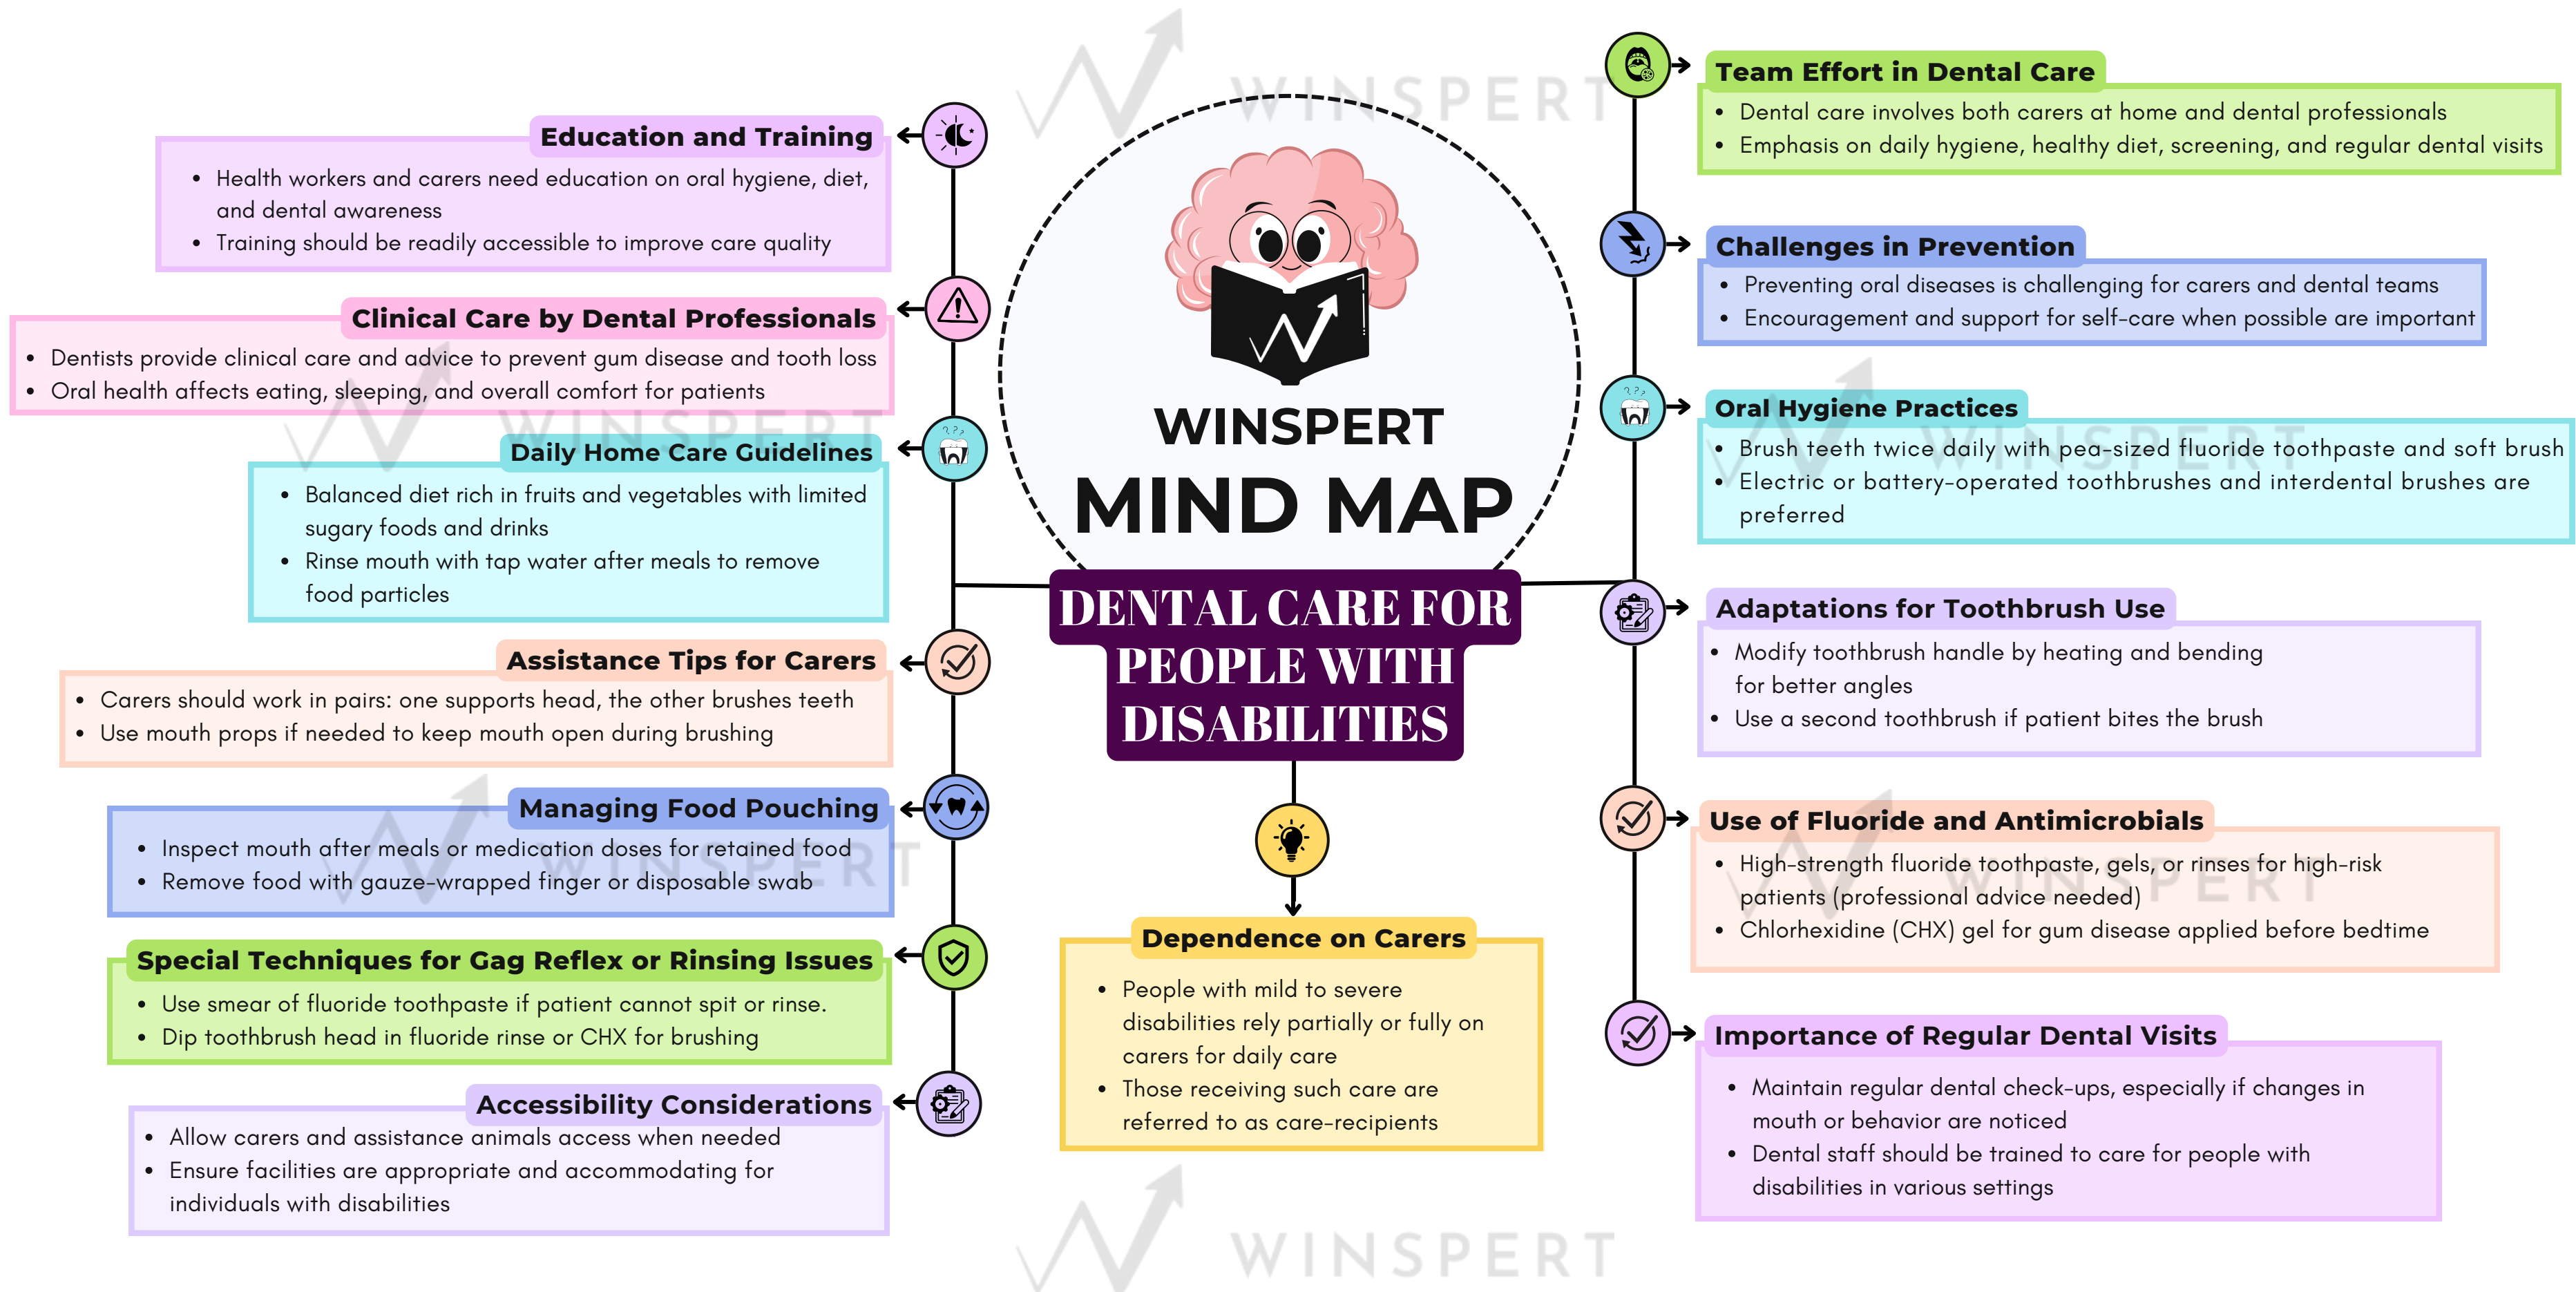 WINSPERT
Education and Training
• Health workers and carers need education on oral hygiene, diet,
and dental awareness
• Training should be readily accessible to improve care quality
Clinical Care by Dental Professionals
• Dentists provide clinical care and advice to prevent gum disease and tooth loss
• Oral health affects eating, sleeping, and overall comfort for patients
WINSPERT
Daily Home Care Guidelines
• Balanced diet rich in fruits and vegetables with limited
sugary foods and drinks
• Rinse mouth with tap water after meals to remove
food particles
Assistance Tips for Carers
• Carers should work in pairs: one supports head, the other brushes teeth
• Use mouth props if needed to keep mouth open during brushing
Managing Food Pouching
• Inspect mouth after meals or medication doses for retained food
• Remove food with gauze-wrapped finger or disposable swab
WINSPERT
Special Techniques for Gag Reflex or Rinsing Issues
• Use smear of fluoride toothpaste if patient cannot spit or rinse.
• Dip toothbrush head in fluoride rinse or CHX for brushing
Accessibility Considerations
• Allow carers and assistance animals access when needed
• Ensure facilities are appropriate and accommodating for
individuals with disabilities
WINSPERT
MIND MAP
DENTAL CARE FOR
PEOPLE WITH
DISABILITIES
Dependence on Carers
• People with mild to severe
disabilities rely partially or fully on
carers for daily care
• Those receiving such care are
referred to as care-recipients
WINSPERT
Team Effort in Dental Care
• Dental care involves both carers at home and dental professionals
• Emphasis on daily hygiene, healthy diet, screening, and regular dental visits
Challenges in Prevention
• Preventing oral diseases is challenging for carers and dental teams
• Encouragement and support for self-care when possible are important
Oral Hygiene Practices
• Brush teeth twice daily with pea-sized fluoride toothpaste and soft brush
• Electric or battery-operated toothbrushes and interdental brushes are
preferred
WINSPERT
Adaptations for Toothbrush Use
• Modify toothbrush handle by heating and bending
for better angles
• Use a second toothbrush if patient bites the brush
Use of Fluoride and Antimicrobials
• High-strength fluoride toothpaste, gels, or rinses for high-risk
patients (professional advice needed)
• Chlorhexidine (CHX) gel for gum disease applied before bedtime
WINSPERT
Importance of Regular Dental Visits
• Maintain regular dental check-ups, especially if changes in
mouth or behavior are noticed
• Dental staff should be trained to care for people with
disabilities in various settings